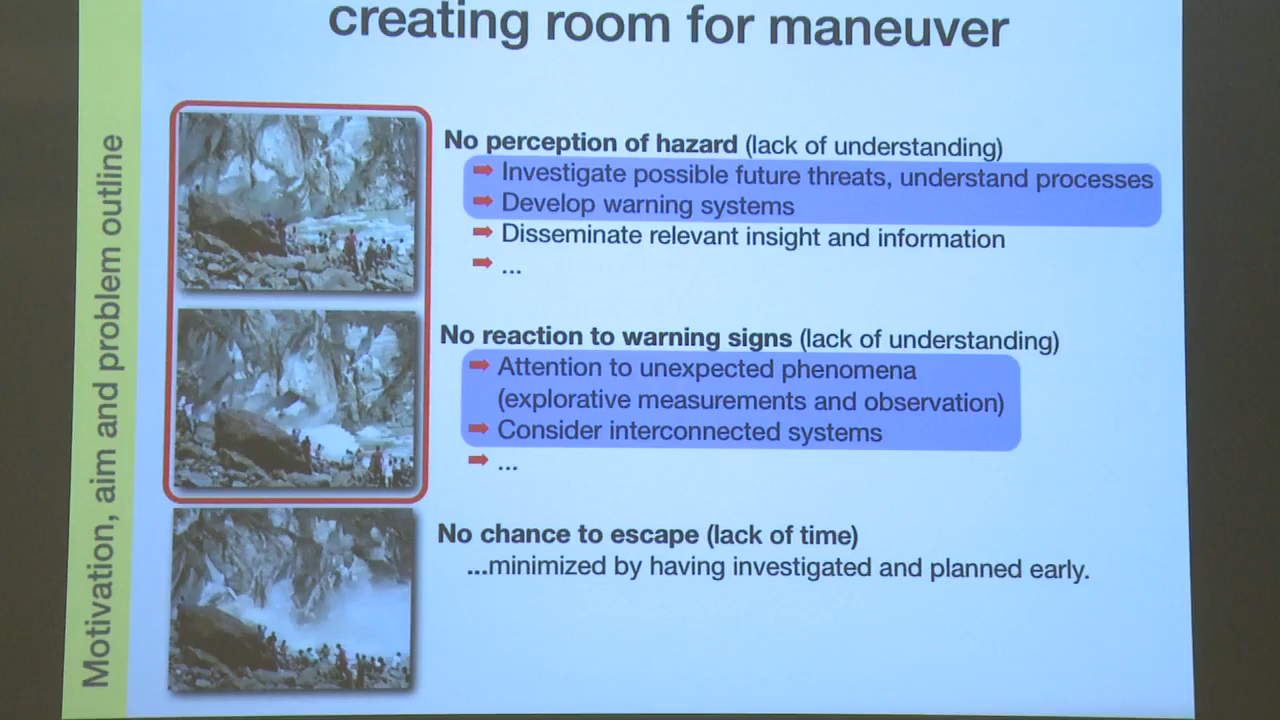 creating room for maneuver
Motivation, aim and problem outline
No perception of hazard (lack of understanding)
Investigate possible future threats, understand processes
Develop warning systems
Disseminate relevant insight and information
...
No reaction to warning signs (lack of understanding)
Attention to unexpected phenomena
(explorative measurements and observation)
Consider interconnected systems
...
No chance to escape (lack of time)
...minimized by having investigated and planned early.